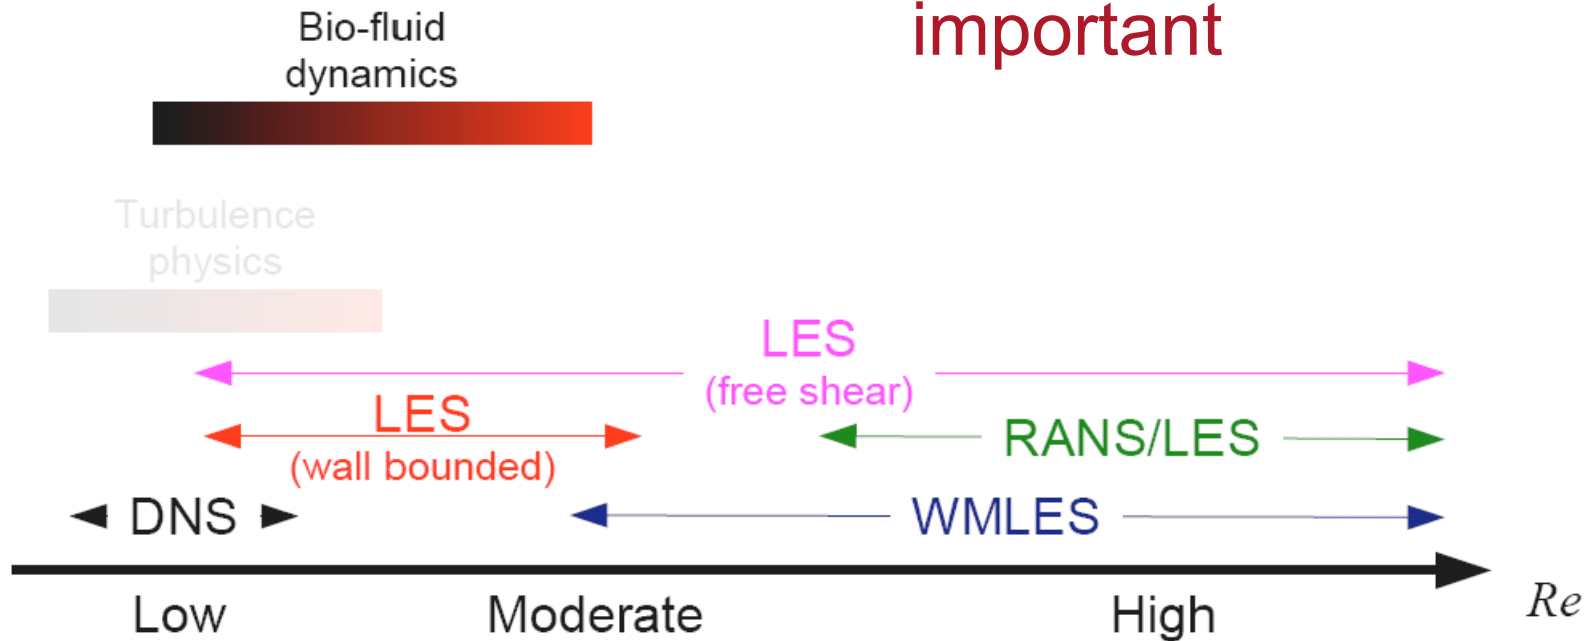 important
Bio-fluid
dynamics
Turbulence
physics
LES
(free shear)
LES
(wall bounded)
RANS/LES
DNS
WMLES
Low
Moderate
High
Re